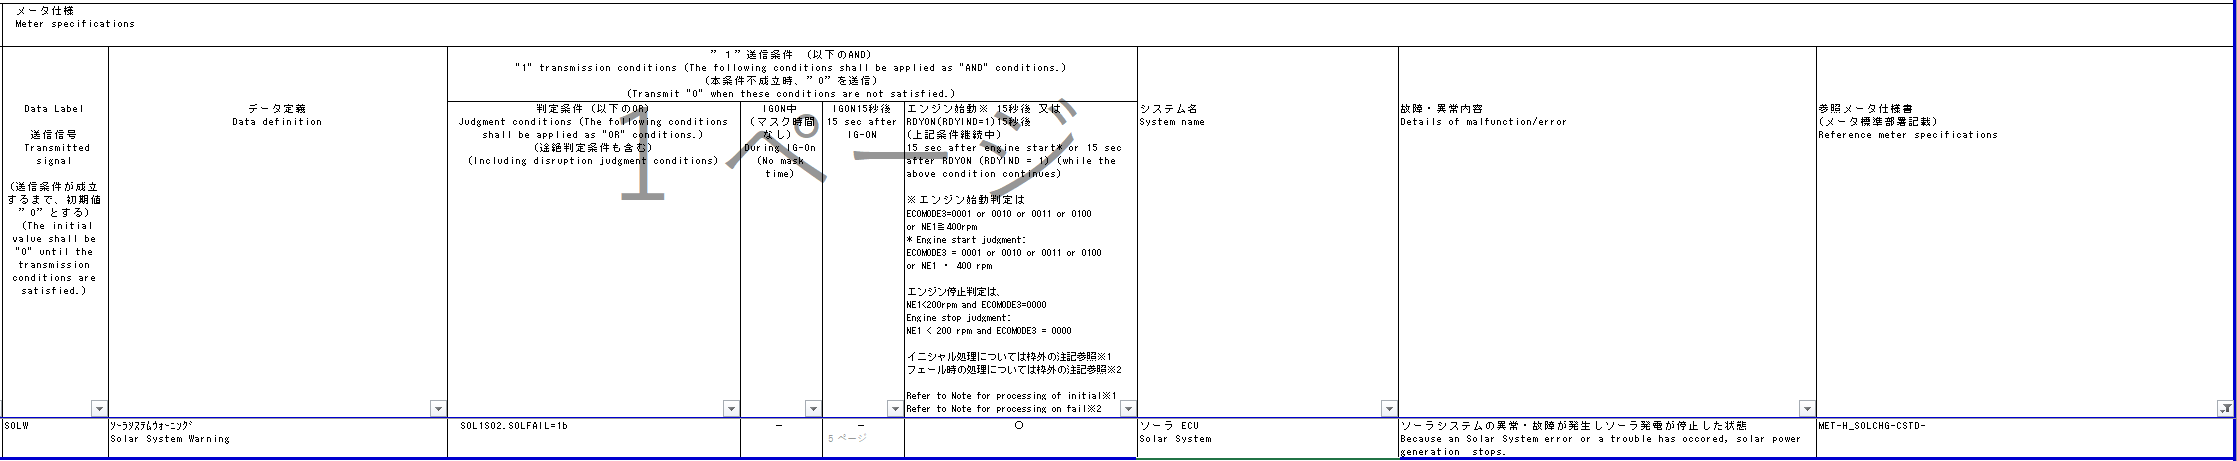 メータ仕様
Meter specifications
” 1” 送信条件 (以下のAND)
"1" transmission conditions (The following conditions shall be applied as "AND" conditions.)
(本条件不成立時、” 0” を送信)
(Transmit "0" when these conditions are not satisfied.)
Data Label
送信信号
Transmitted
signal
(送信条件が成立
するまで、初期値
” 0” とする)
(The initial
value shall be
"0" until the
transmission
conditions are
satisfied.)
データ定義
Data definition
判定条件 (以下のOR)
Judgment conditions (The following conditions
shall be applied as "OR" conditions.)
(途絶判定条件も含む)
(Including disruption judgment conditions)
IGON中
(マスク時間
なし)
During IG-On
(No mask
time)
IGON15秒後
15 sec after
IG-ON
エンジン始動※ 15秒後 又は
RDYON(RDYIND=1)15秒後
(上記条件継続中)
15 sec after engine start* or 15 sec
after RDYON (RDYIND = 1) (while the
above condition continues)
※エンジン始動判定は
ECOMODE3=0001 or 0010 or 0011 or 0100
or NE1≧400rpm
* Engine start judgment:
ECOMODE3 = 0001 or 0010 or 0011 or 0100
or NE1 ・ 400 rpm
エンジン停止判定は、
NE1<200rpm and ECOMODE3=0000
Engine stop judgment:
NE1 < 200 rpm and ECOMODE3 = 0000
イニシャル処理については枠外の注記参照※1
フェール時の処理については枠外の注記参照※2
Refer to Note for processing of initial※1
Refer to Note for processing on fail※2
システム名
System name
故障・異常内容
Details of malfunction/error
参照メータ仕様書
(メータ標準部署記載)
Reference meter specifications
1 ページ
SOLW
ｿｰﾗｼｽﾃﾑｳｫｰﾆﾝｸﾞ
Solar System Warning
SOL1S02.SOLFAIL=1b
－
－
5 ページ
○
ソーラ ECU
Solar System
ソーラシステムの異常・故障が発生しソーラ発電が停止した状態
Because an Solar System error or a trouble has occored, solar power
generation stops.
MET-H_SOLCHG-CSTD-